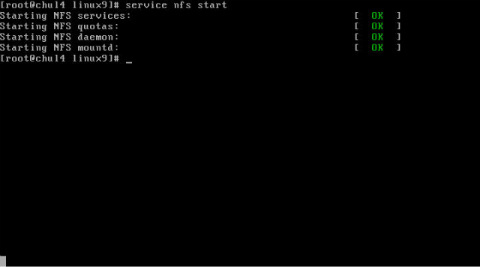 [root@chul4 linux9]# service nfs start
Starting NFS services: [ OK ]
Starting NFS quotas: [ OK ]
Starting NFS daemon: [ OK ]
Starting NFS mountd: [ OK ]
[root@chul4 linux9]# _